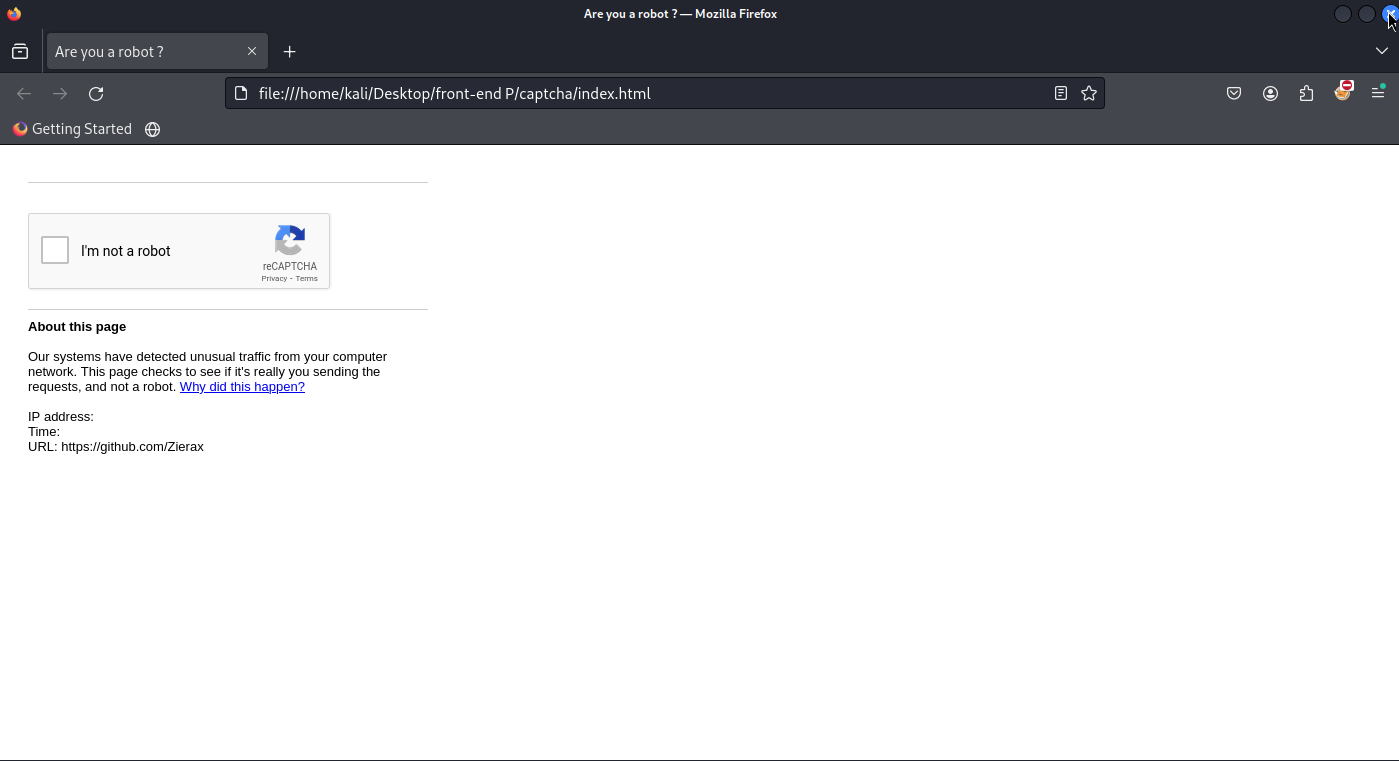 Are you a robot ? — Mozilla Firefox
Are you a robot ?
file:///home/kali/Desktop/front-end P/captcha/index.html
Getting Started
I'm not a robot
reCAPTCHA
Privacy - Terms
About this page
Our systems have detected unusual traffic from your computer
network. This page checks to see if it's really you sending the
requests, and not a robot. Why did this happen?
IP address:
Time:
URL: https://github.com/Zierax